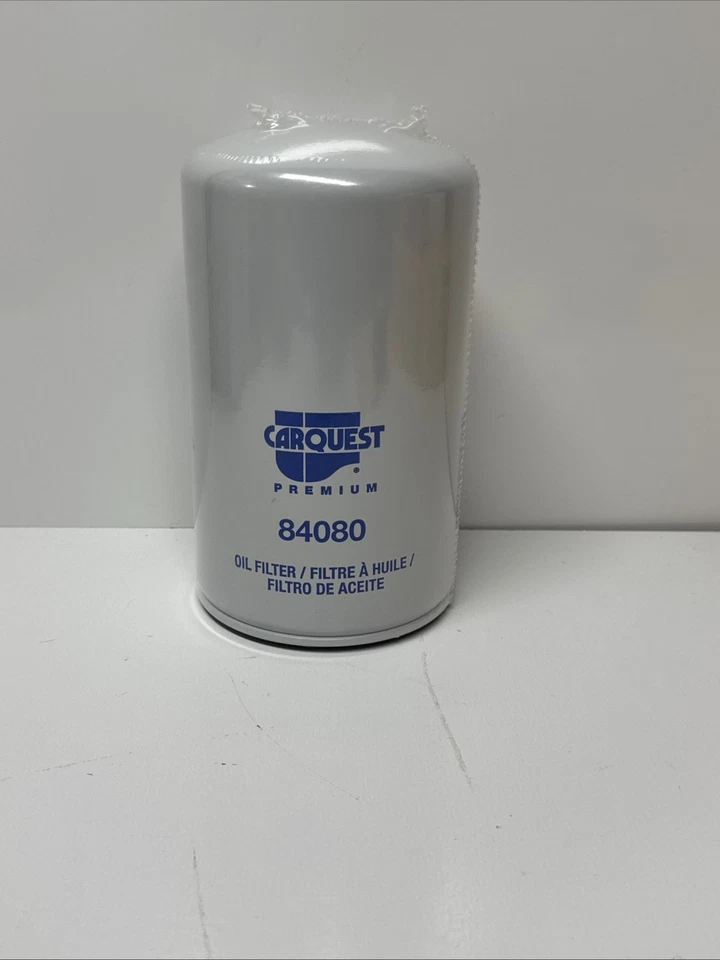 CARQUEST
PREMIUM
84080
OIL FILTER / FILTRE À HUILE /
FILTRO DE ACEITE